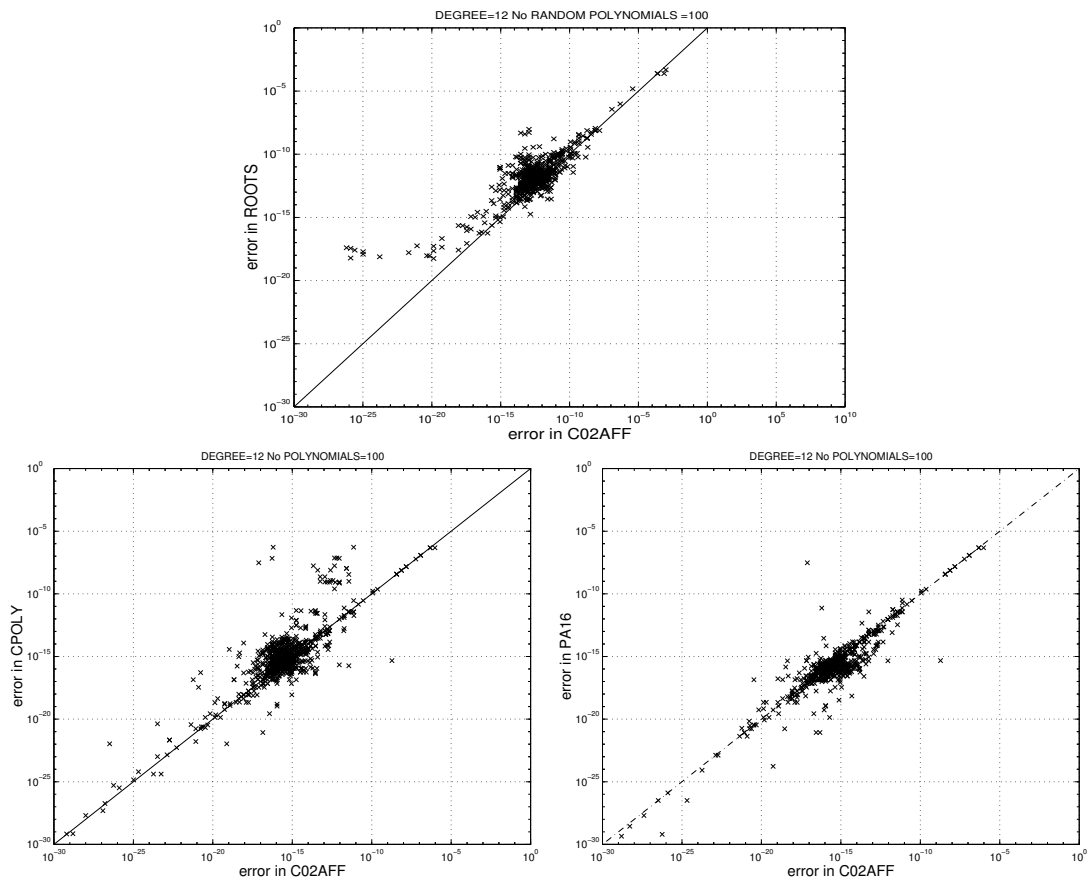 DEGREE=12 No RANDOM POLYNOMIALS =100
10^0
10^-5
10^-10
10^-15
10^-20
10^-25
10^-30
error in ROOTS
10^-30 10^-25 10^-20 10^-15 10^-10 10^-5 10^0 10^5 10^10
error in C02AFF
DEGREE=12 No POLYNOMIALS=100
10^0
10^-5
10^-10
10^-15
10^-20
10^-25
10^-30
error in CPOLY
10^-30 10^-25 10^-20 10^-15 10^-10 10^-5 10^0
error in C02AFF
DEGREE=12 No POLYNOMIALS=100
10^0
10^-5
10^-10
10^-15
10^-20
10^-25
10^-30
error in PA16
10^-30 10^-25 10^-20 10^-15 10^-10 10^-5 10^0
error in C02AFF